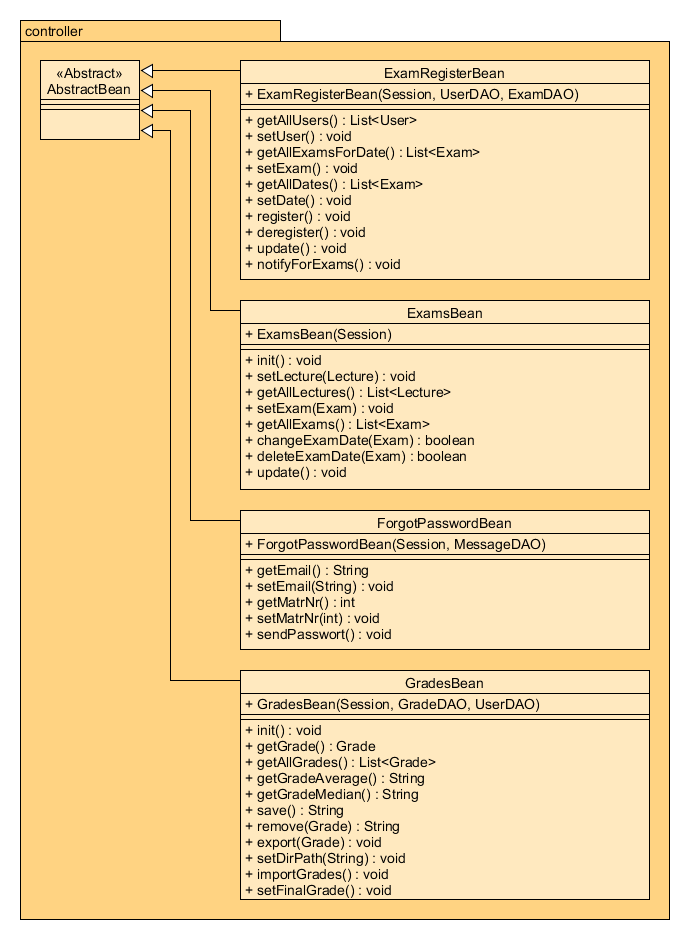 controller
«Abstract»
AbstractBean
ExamRegisterBean
+ ExamRegisterBean(Session, UserDAO, ExamDAO)
+ getAllUsers() : List<User>
+ setUser() : void
+ getAllExamsForDate() : List<Exam>
+ setExam() : void
+ getAllDates() : List<Exam>
+ setDate() : void
+ register() : void
+ deregister() : void
+ update() : void
+ notifyForExams() : void
ExamsBean
+ ExamsBean(Session)
+ init() : void
+ setLecture(Lecture) : void
+ getAllLectures() : List<Lecture>
+ setExam(Exam) : void
+ getAllExams() : List<Exam>
+ changeExamDate(Exam) : boolean
+ deleteExamDate(Exam) : boolean
+ update() : void
ForgotPasswordBean
+ ForgotPasswordBean(Session, MessageDAO)
+ getEmail() : String
+ setEmail(String) : void
+ getMatrNr() : int
+ setMatrNr(int) : void
+ sendPasswort() : void
GradesBean
+ GradesBean(Session, GradeDAO, UserDAO)
+ init() : void
+ getGrade() : Grade
+ getAllGrades() : List<Grade>
+ getGradeAverage() : String
+ getGradeMedian() : String
+ save() : String
+ remove(Grade) : String
+ export(Grade) : void
+ setDirPath(String) : void
+ importGrades() : void
+ setFinalGrade() : void